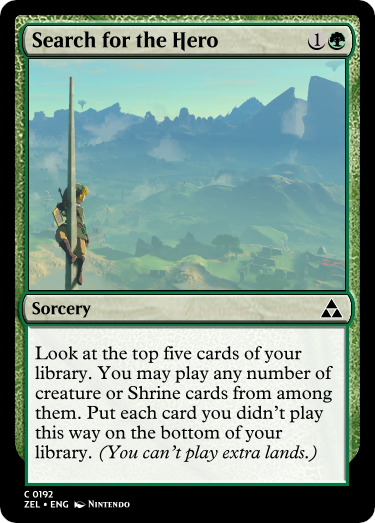 Search for the Hero 1
Sorcery
Look at the top five cards of your
library. You may play any number of
creature or Shrine cards from among
them. Put each card you didn't play
this way on the bottom of your
library. (You can't play extra lands.)
C 0192
ZEL • ENG Nintendo